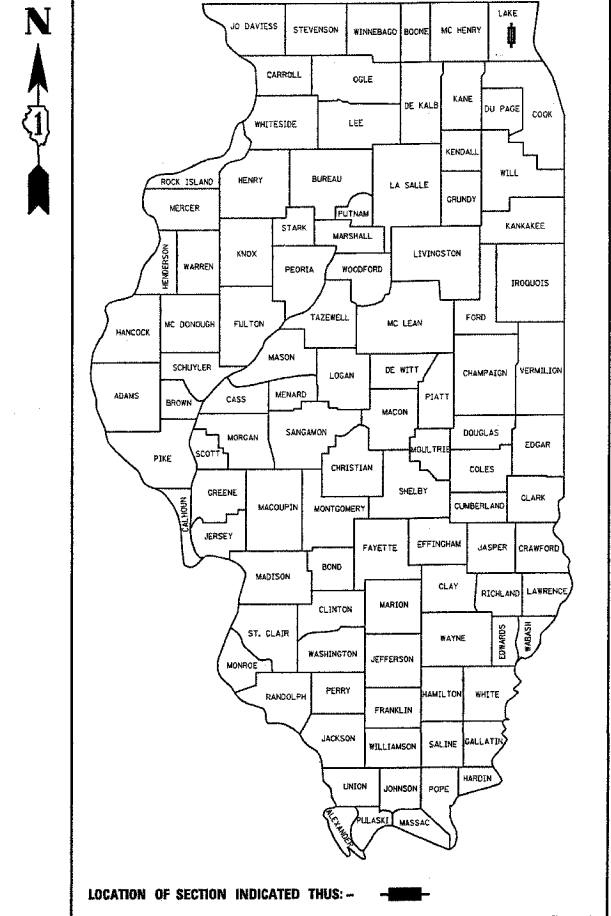 N
1
JO DAVIESS STEVENSON WINNEBAGO BOONE MC HENRY LAKE
CARROLL OGLE DE KALB KANE DU PAGE COOK
WHITESIDE LEE KENDALL WILL
ROCK ISLAND HENRY BUREAU LA SALLE GRUNDY
MERCER PUTNAM KANKAKEE
STARK MARSHALL
HENDERSON WARREN KNOX PEORIA WOODFORD LIVINGSTON IROQUOIS
HANCOCK MC DONOUGH FULTON TAZEWELL MC LEAN FORD
SCHUYLER MASON LOGAN DE WITT CHAMPAIGN VERMILION
ADAMS BROWN CASS MENARD MACON PIATT
PIKE SCOTT MORGAN SANGAMON CHRISTIAN MOULTRIE DOUGLAS EDGAR
COLES
CALHOUN GREENE MACOUPIN MONTGOMERY SHELBY CUMBERLAND CLARK
JERSEY FAYETTE EFFINGHAM JASPER CRAWFORD
MADISON BOND CLAY RICHLAND LAWRENCE
CLINTON MARION
ST. CLAIR WASHINGTON JEFFERSON WAYNE EDWARDS WABASH
MONROE
RANDOLPH PERRY FRANKLIN HAMILTON WHITE
JACKSON WILLIAMSON SALINE GALLATIN
UNION JOHNSON POPE HARDIN
ALEXANDER PULASKI MASSAC
LOCATION OF SECTION INDICATED THUS: -